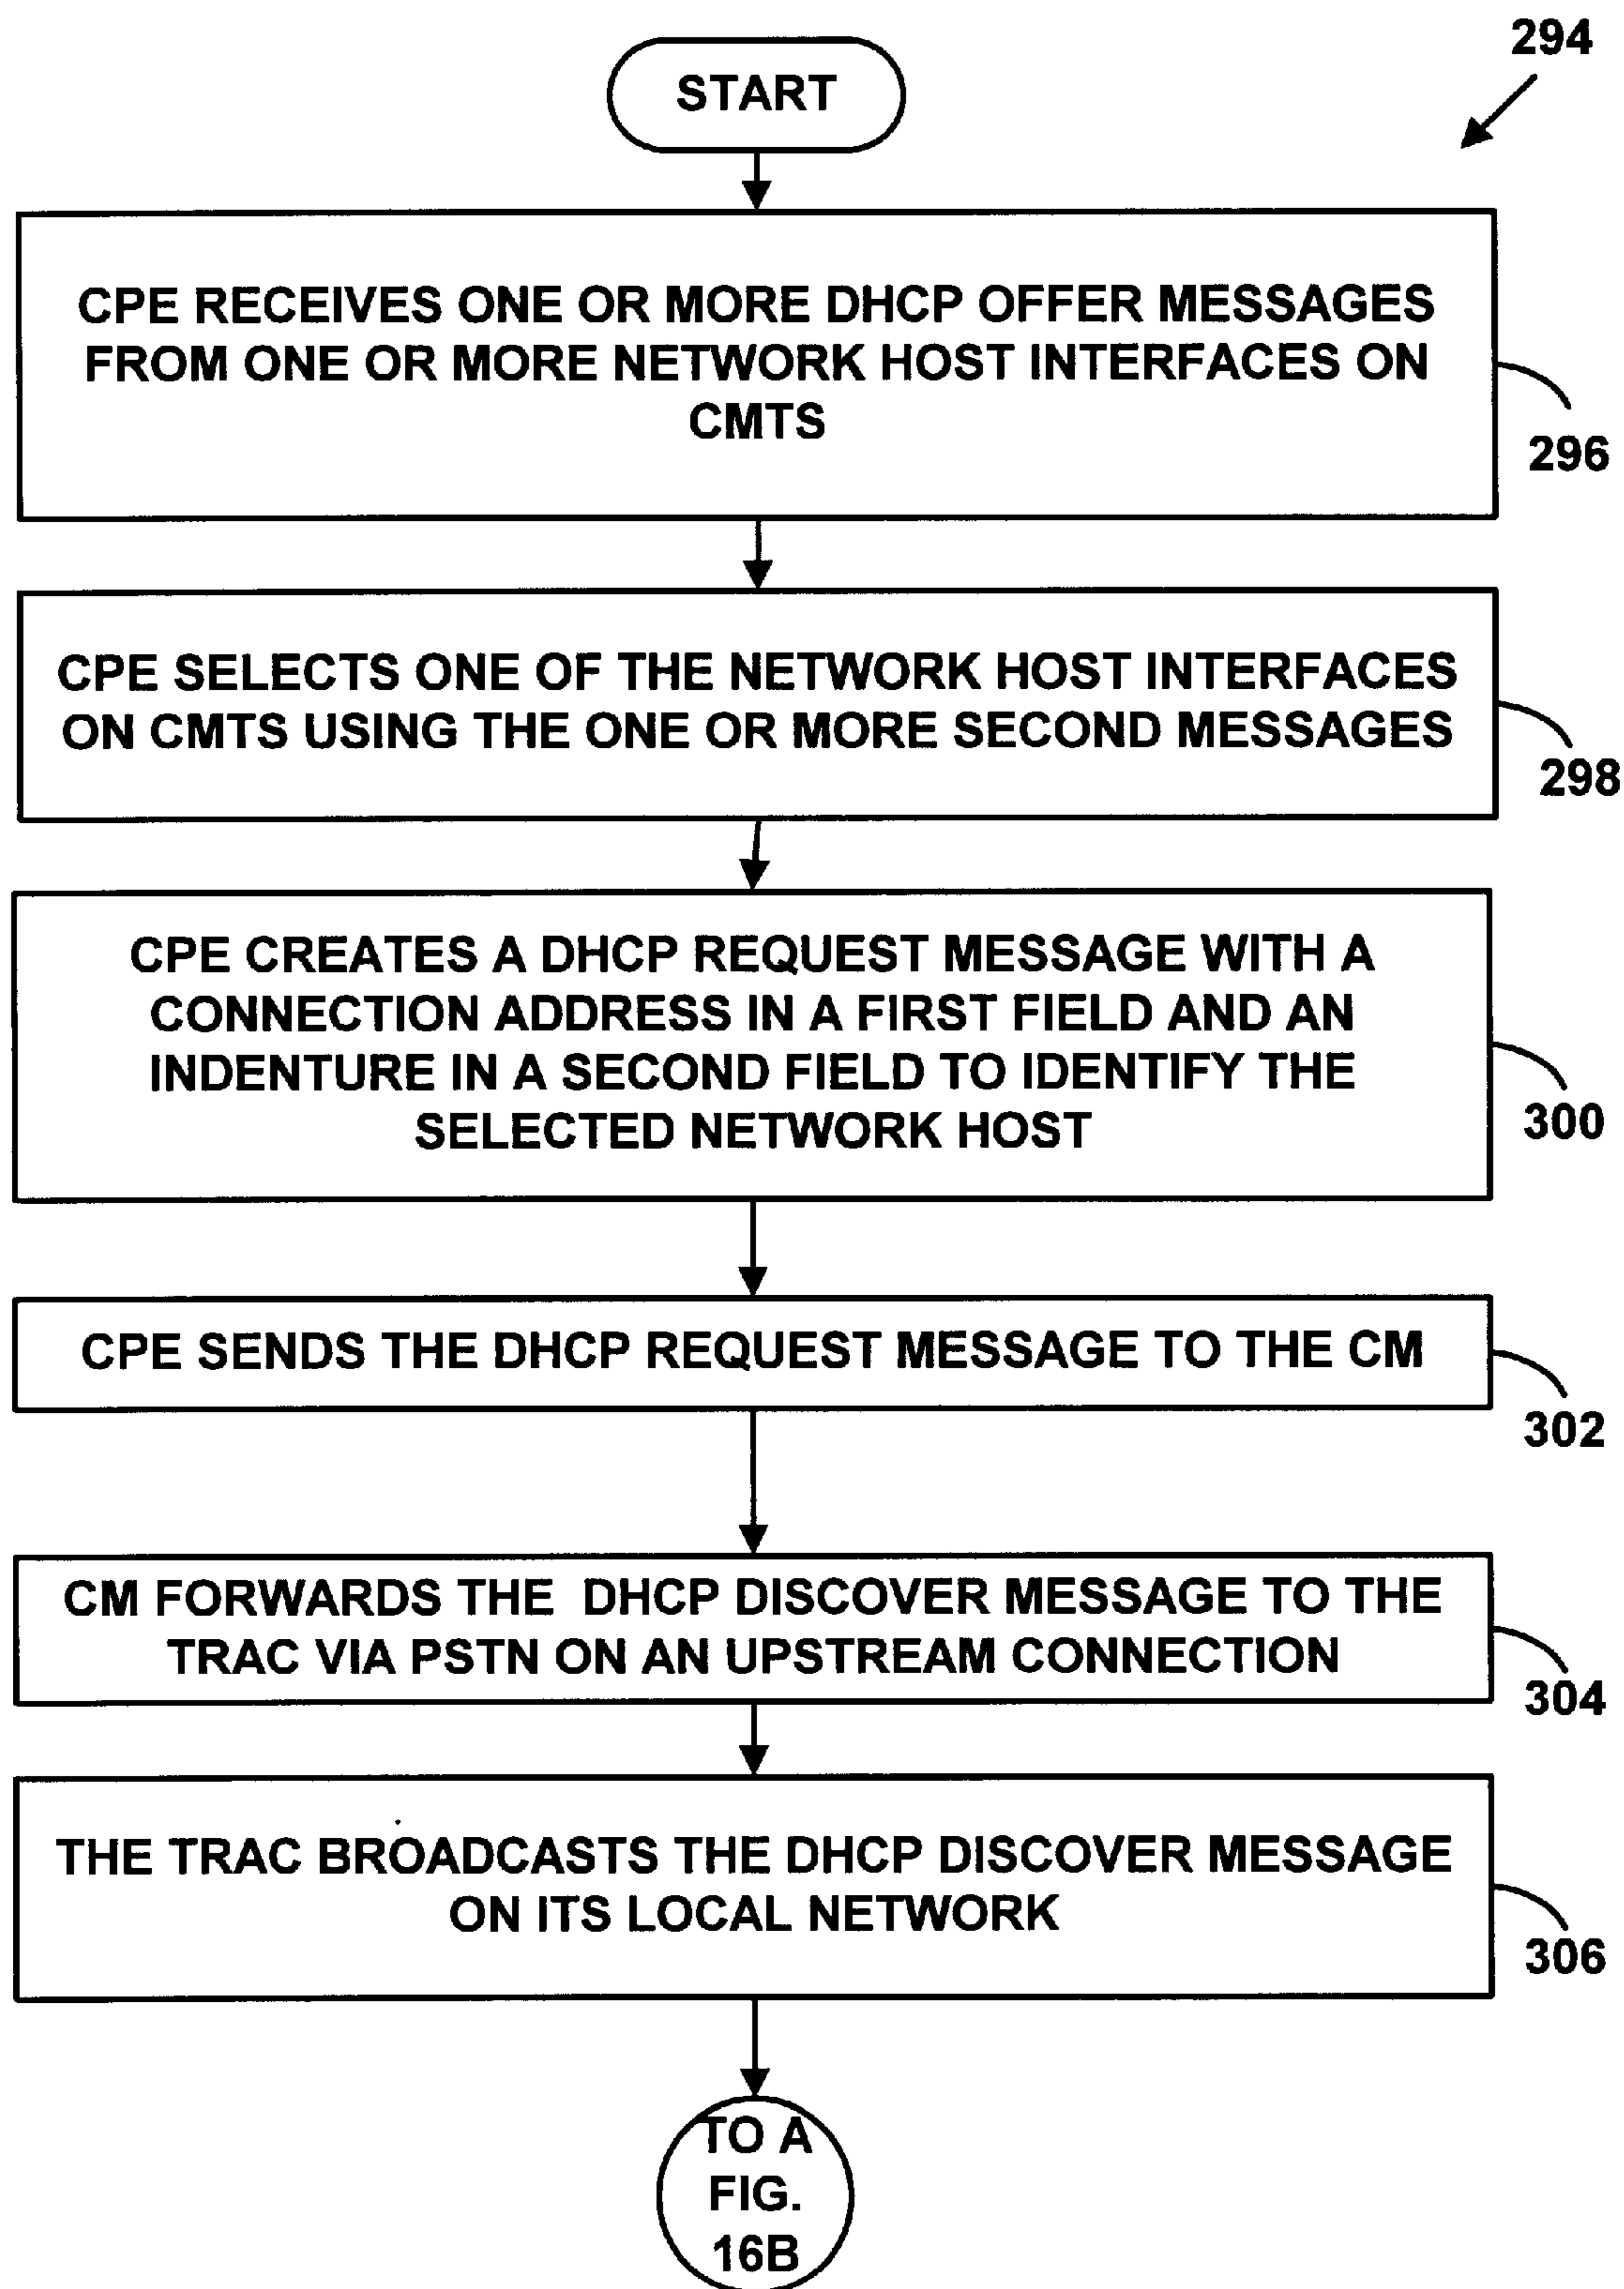 294
START
CPE RECEIVES ONE OR MORE DHCP OFFER MESSAGES
FROM ONE OR MORE NETWORK HOST INTERFACES ON
CMTS
296
CPE SELECTS ONE OF THE NETWORK HOST INTERFACES
ON CMTS USING THE ONE OR MORE SECOND MESSAGES
298
CPE CREATES A DHCP REQUEST MESSAGE WITH A
CONNECTION ADDRESS IN A FIRST FIELD AND AN
INDENTURE IN A SECOND FIELD TO IDENTIFY THE
SELECTED NETWORK HOST
300
CPE SENDS THE DHCP REQUEST MESSAGE TO THE CM
302
CM FORWARDS THE DHCP DISCOVER MESSAGE TO THE
TRAC VIA PSTN ON AN UPSTREAM CONNECTION
304
THE TRAC BROADCASTS THE DHCP DISCOVER MESSAGE
ON ITS LOCAL NETWORK
306
TO A
FIG.
16B